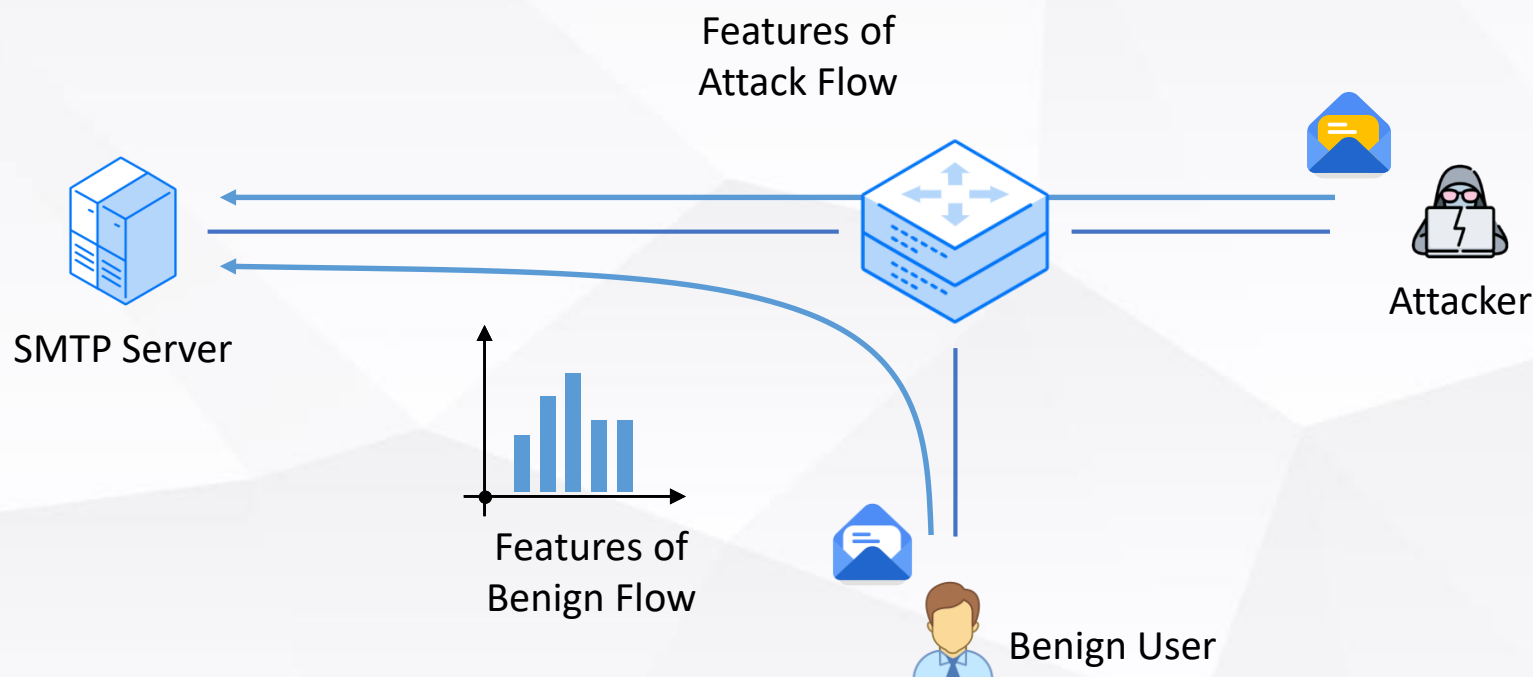 Features of
Attack Flow
Attacker
SMTP Server
Features of
Benign Flow
Benign User